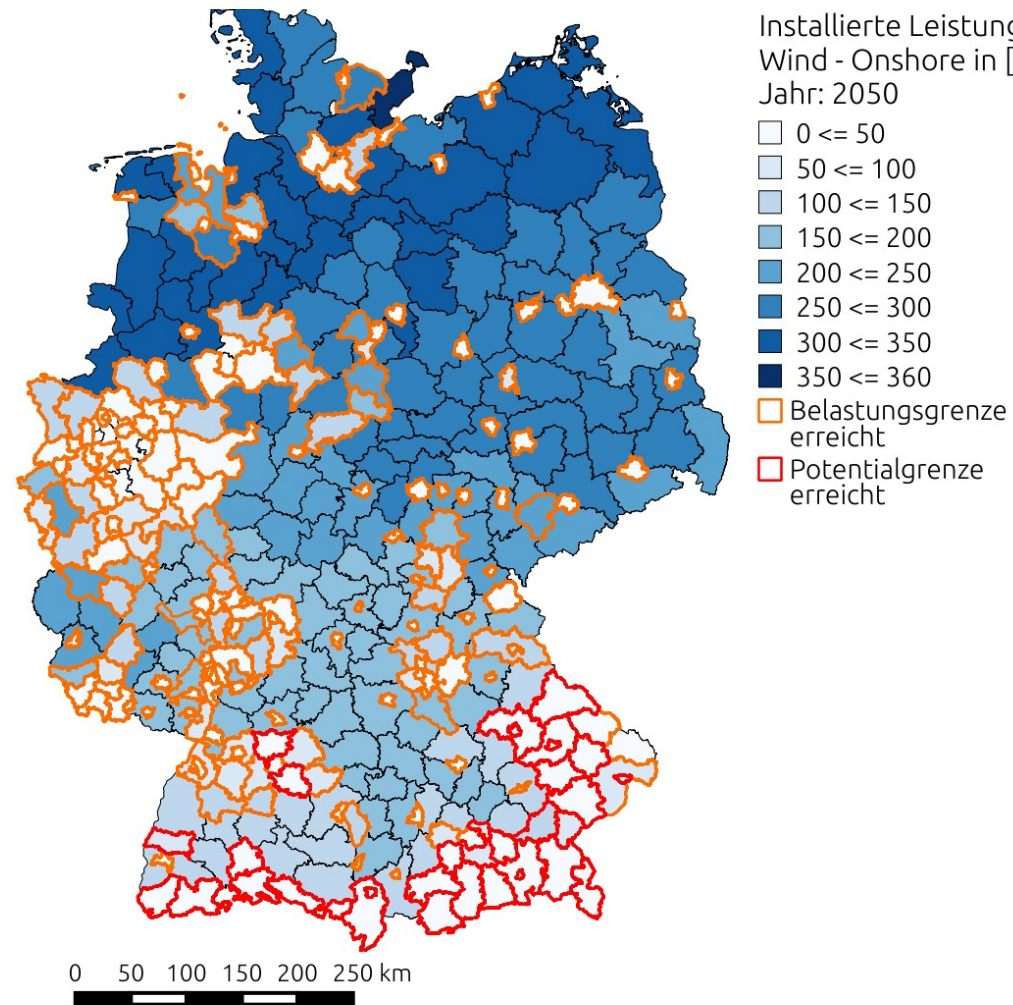 Installierte Leistung
Wind - Onshore in [
Jahr: 2050
0 <= 50
50 <= 100
100 <= 150
150 <= 200
200 <= 250
250 <= 300
300 <= 350
350 <= 360
Belastungsgrenze
erreicht
Potentialgrenze
erreicht
0 50 100 150 200 250 km